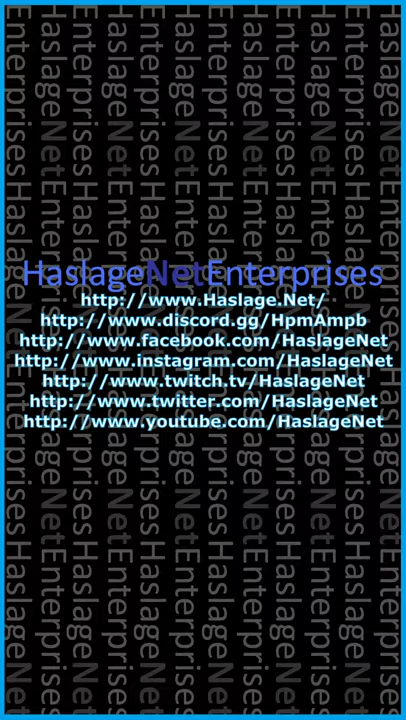 HaslageNetEnterprises
http://www.Haslage.Net/
http://www.discord.gg/HpmAmpb
http://www.facebook.com/HaslageNet
http://www.instagram.com/HaslageNet
http://www.twitch.tv/HaslageNet
http://www.twitter.com/HaslageNet
http://www.youtube.com/HaslageNet